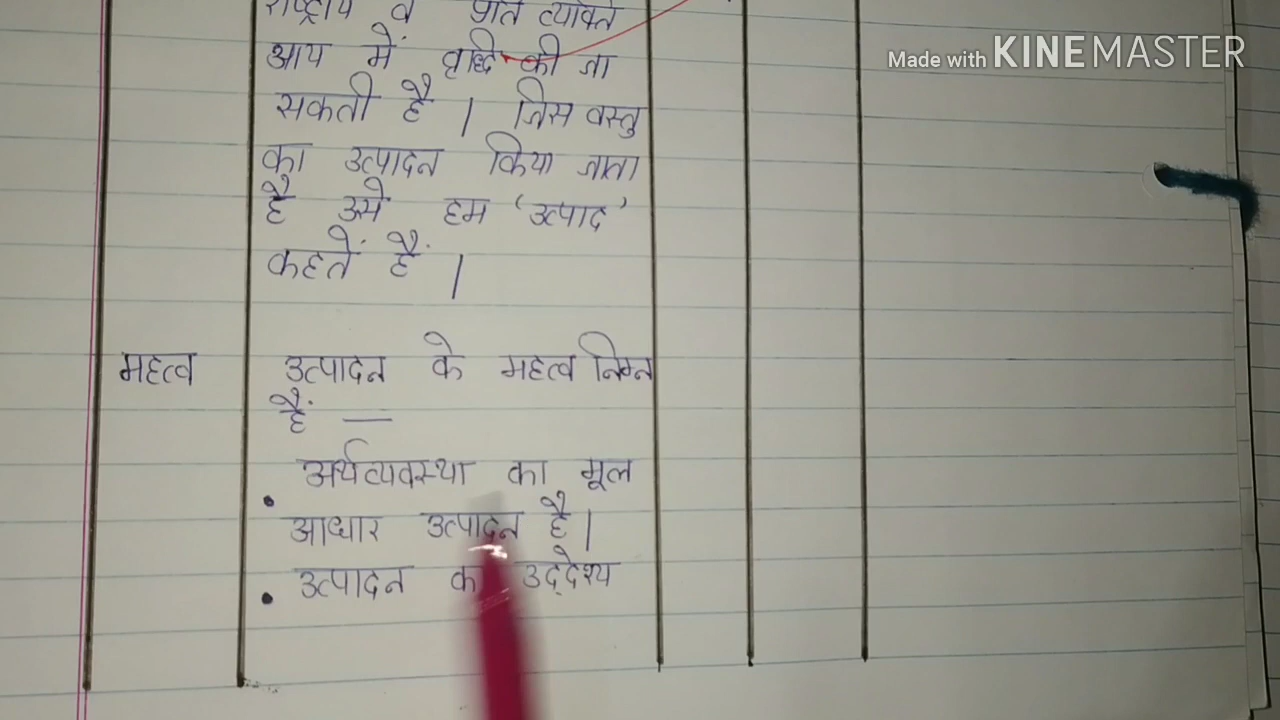 राष्ट्रीय व प्रति व्यक्ति
आय में वृद्धि की जा
सकती है । जिस वस्तु
का उत्पादन किया जाता
है उसे हम ‘उत्पाद’
कहतें हैं ।
महत्व उत्पादन के महत्व निम्न
हैं —
• अर्थव्यवस्था का मूल
आधार उत्पादन है।
• उत्पादन का उद्देश्य
Made with KINEMASTER